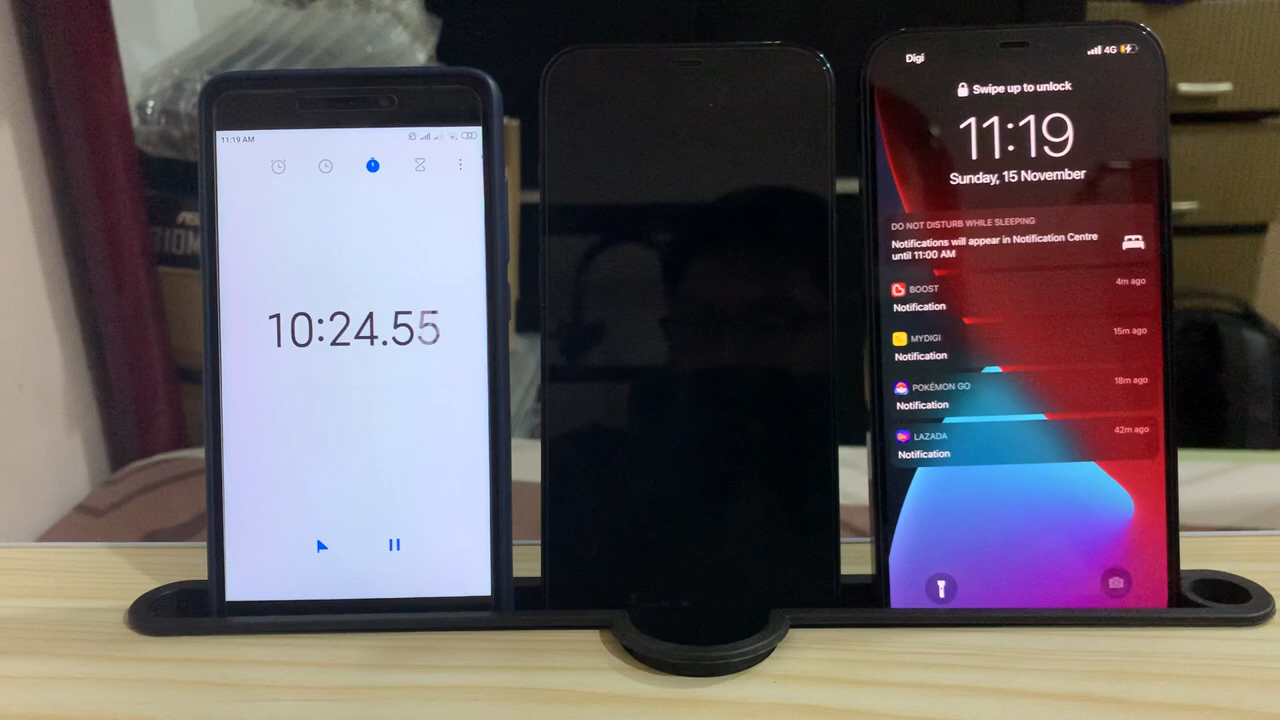 11:19 AM
10:24.55
Digi
4G
Swipe up to unlock
11:19
Sunday, 15 November
DO NOT DISTURB WHILE SLEEPING
Notifications will appear in Notification Centre
until 11:00 AM
BOOST
4m ago
Notification
MYDIGI
15m ago
Notification
POKÉMON GO
18m ago
Notification
LAZADA
42m ago
Notification